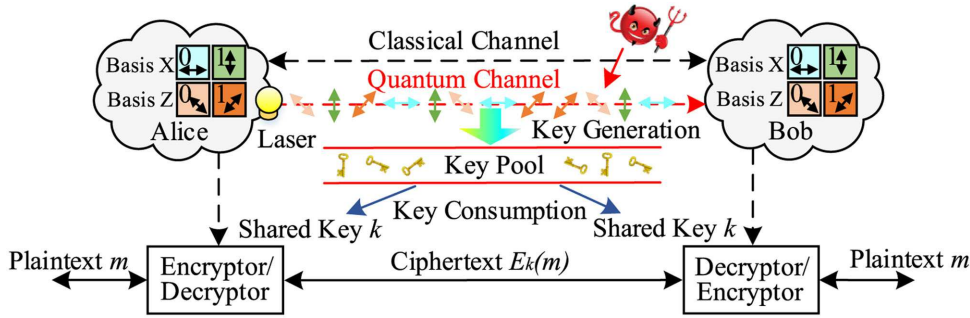 Classical Channel
Basis X 0 1
Basis Z 0 1
Alice
Laser
Quantum Channel
Key Generation
Basis X 0 1
Basis Z 0 1
Bob
Key Pool
Key Consumption
Shared Key k
Shared Key k
Plaintext m
Encryptor/
Decryptor
Ciphertext Eₖ(m)
Decryptor/
Encryptor
Plaintext m